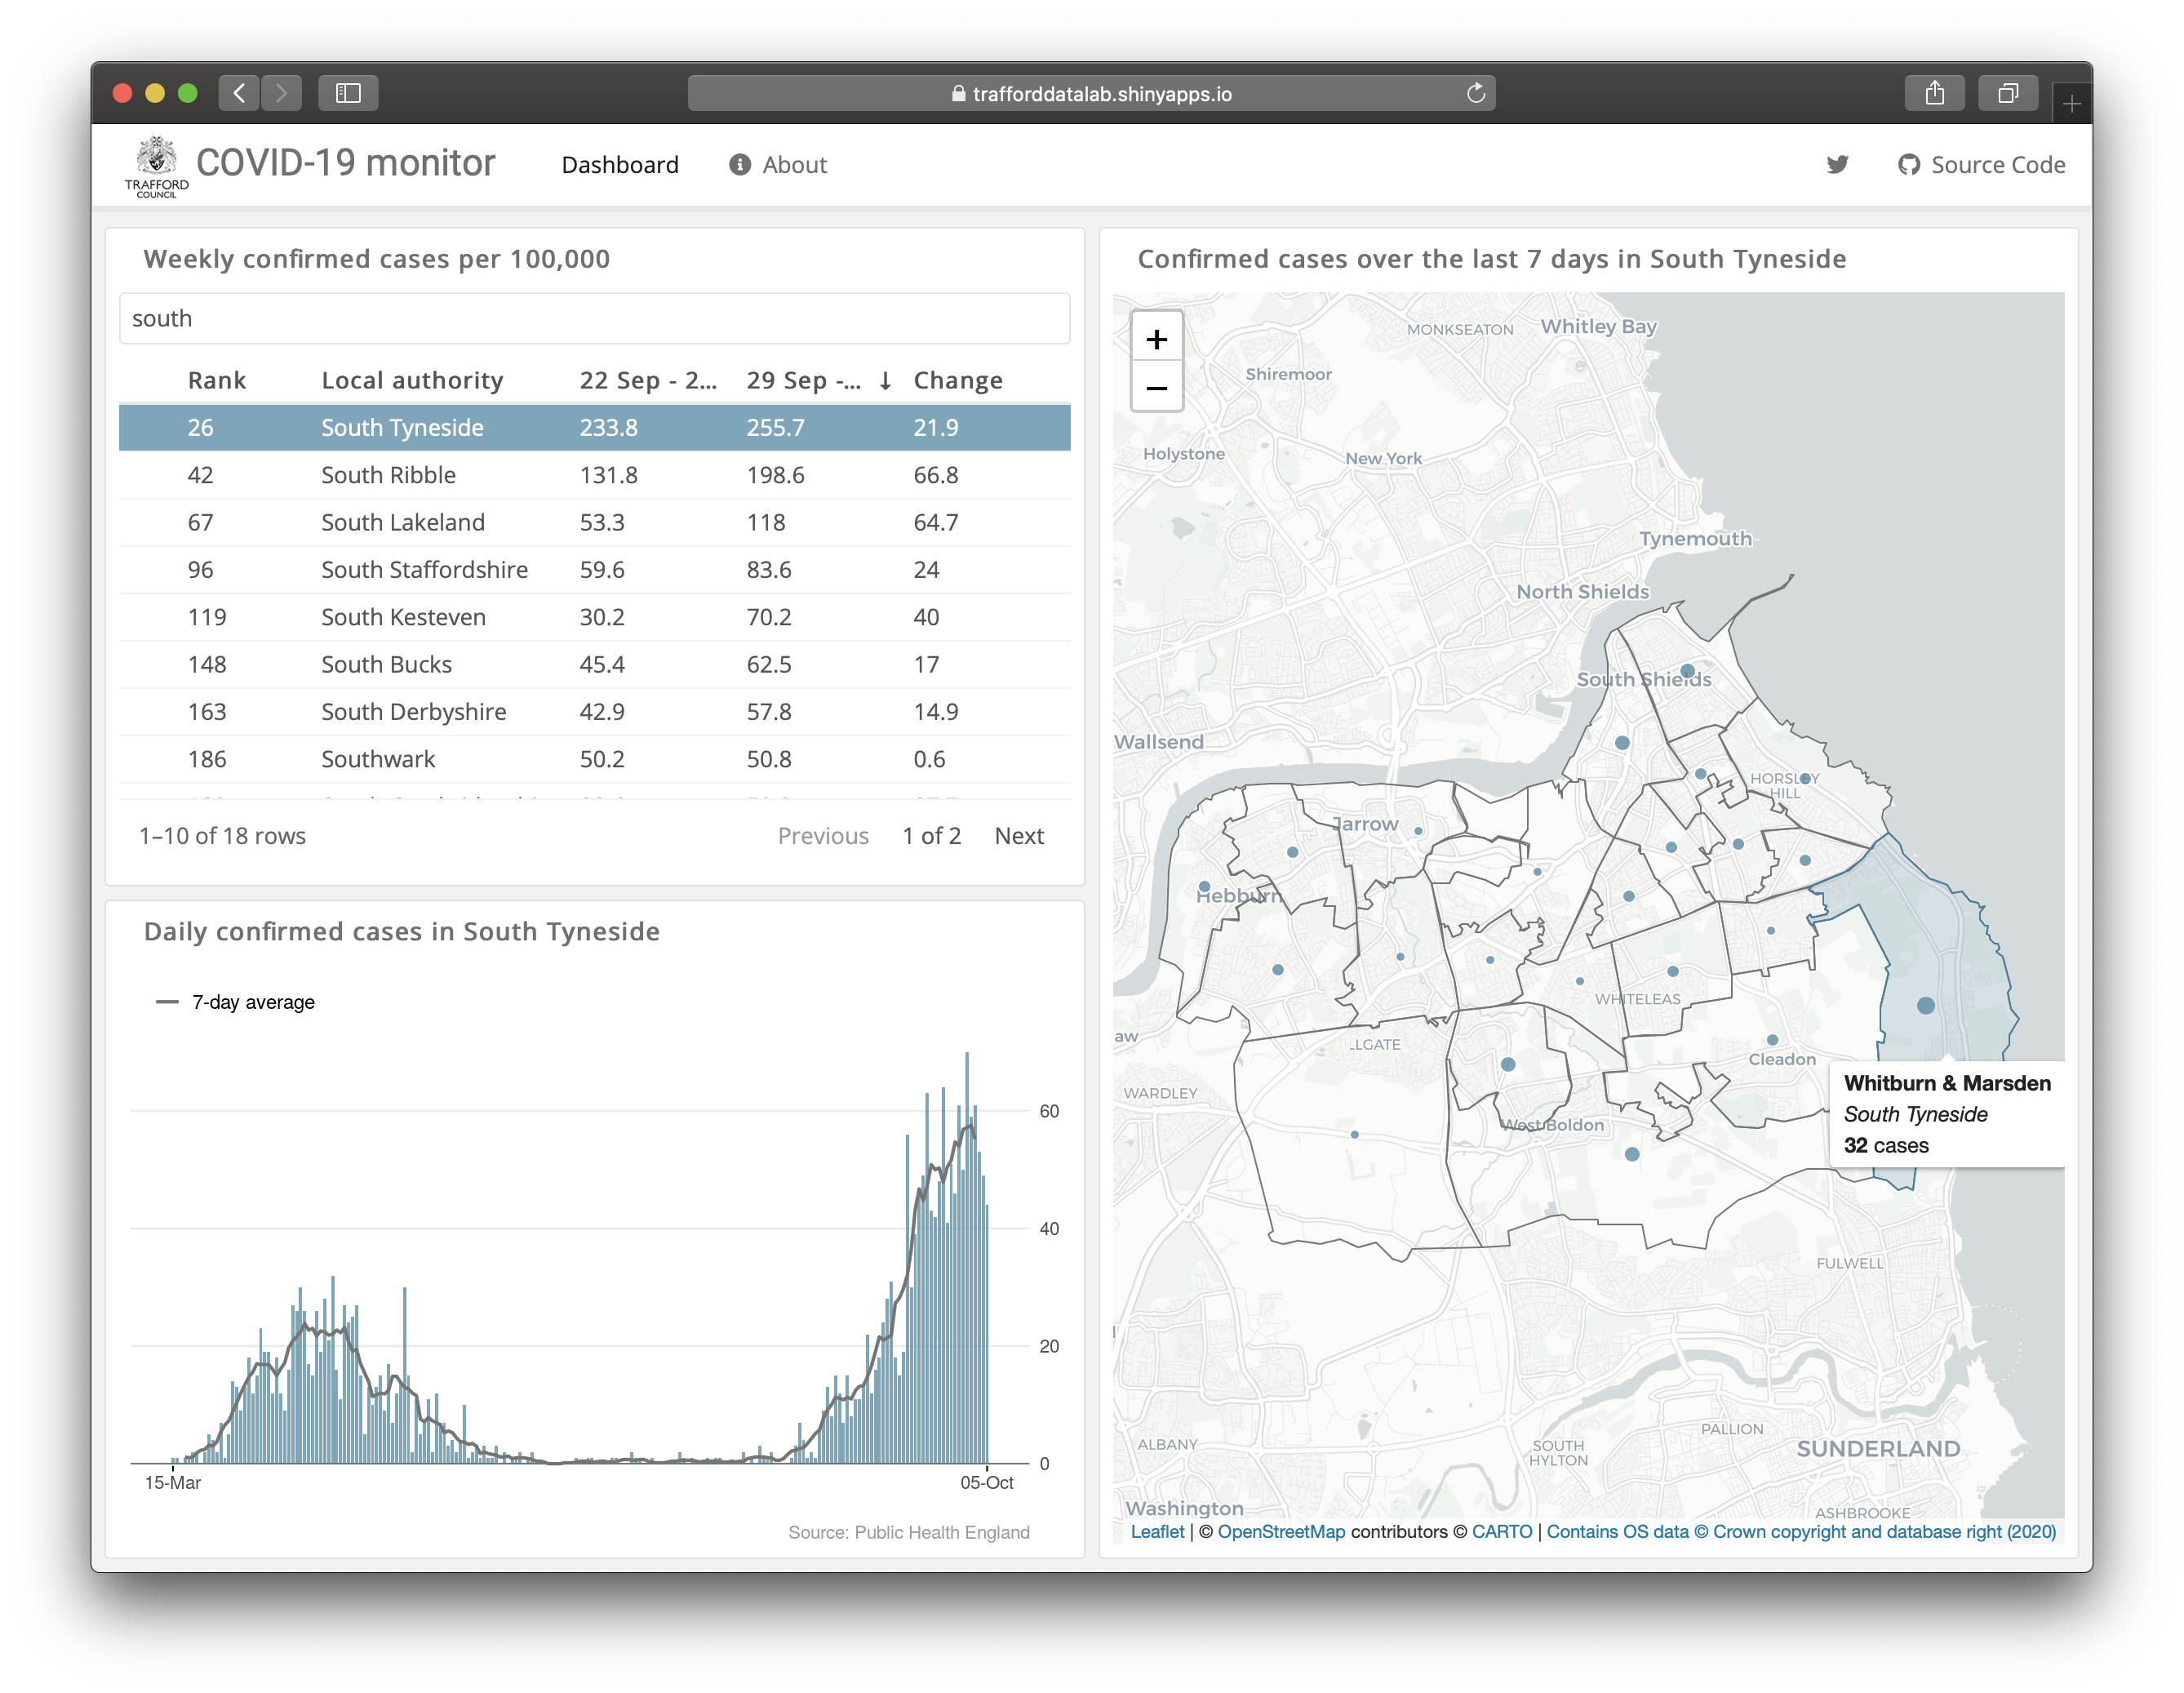 trafforddatalab.shinyapps.io
TRAFFORD
COUNCIL
COVID-19 monitor
Dashboard
About
Source Code
Weekly confirmed cases per 100,000
south
Rank Local authority 22 Sep - 2... 29 Sep -... ↓ Change
26 South Tyneside 233.8 255.7 21.9
42 South Ribble 131.8 198.6 66.8
67 South Lakeland 53.3 118 64.7
96 South Staffordshire 59.6 83.6 24
119 South Kesteven 30.2 70.2 40
148 South Bucks 45.4 62.5 17
163 South Derbyshire 42.9 57.8 14.9
186 Southwark 50.2 50.8 0.6
1–10 of 18 rows Previous 1 of 2 Next
Daily confirmed cases in South Tyneside
7-day average
60
40
20
0
15-Mar 05-Oct
Source: Public Health England
Confirmed cases over the last 7 days in South Tyneside
+
−
MONKSEATON
Whitley Bay
Shiremoor
Holystone
New York
Tynemouth
North Shields
South Shields
Wallsend
HORSLEY
HILL
Jarrow
Hebburn
WHITELEAS
aw
LLGATE
Cleadon
WARDLEY
West Boldon
Whitburn & Marsden
South Tyneside
32 cases
FULWELL
PALLION
ALBANY
SOUTH
HYLTON
SUNDERLAND
Washington
ASHBROOKE
Leaflet | © OpenStreetMap contributors © CARTO | Contains OS data © Crown copyright and database right (2020)